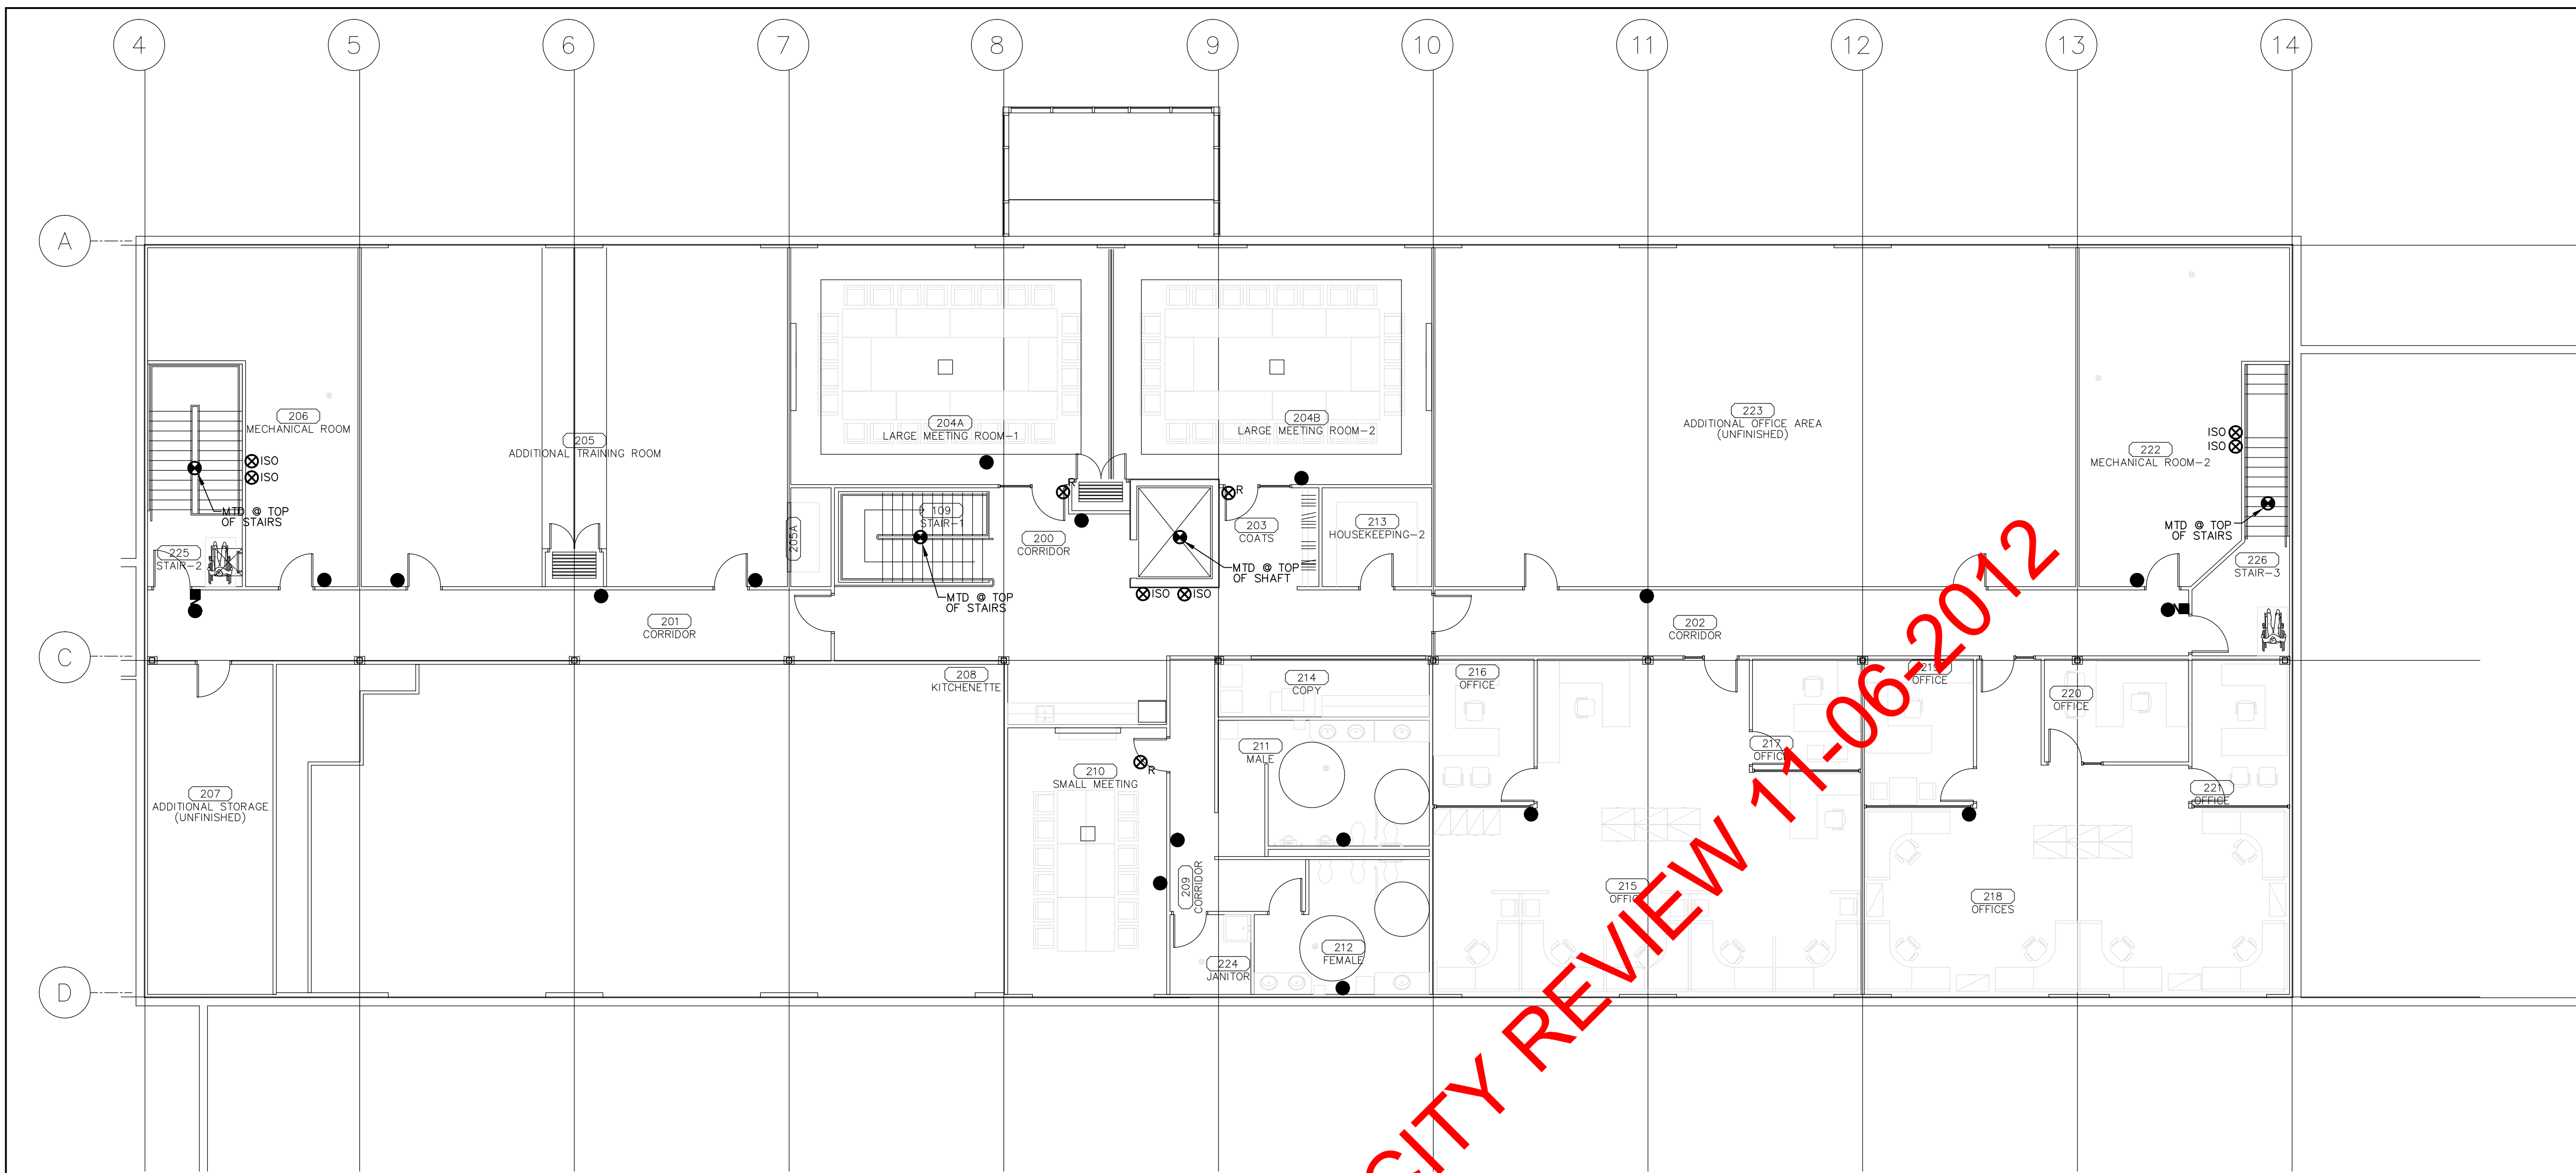 4 5 6 7 8 9 10 11 12 13 14
A
C
D
206
MECHANICAL ROOM
205
ADDITIONAL TRAINING ROOM
204A
LARGE MEETING ROOM-1
204B
LARGE MEETING ROOM-2
223
ADDITIONAL OFFICE AREA
(UNFINISHED)
222
MECHANICAL ROOM-2
ISO
ISO
ISO
ISO
MTD @ TOP
OF STAIRS
225
STAIR-2
205A
109
STAIR-1
MTD @ TOP
OF STAIRS
R
200
CORRIDOR
R
203
COATS
213
HOUSEKEEPING-2
MTD @ TOP
OF SHAFT
ISO ISO
MTD @ TOP
OF STAIRS
226
STAIR-3
N
N
201
CORRIDOR
202
CORRIDOR
208
KITCHENETTE
214
COPY
216
OFFICE
219
OFFICE
220
OFFICE
211
MALE
217
OFFICE
210
SMALL MEETING
R
207
ADDITIONAL STORAGE
(UNFINISHED)
221
OFFICE
209
CORRIDOR
215
OFFIC
218
OFFICES
212
FEMALE
224
JANITOR
CITY REVIEW 11-06-2012